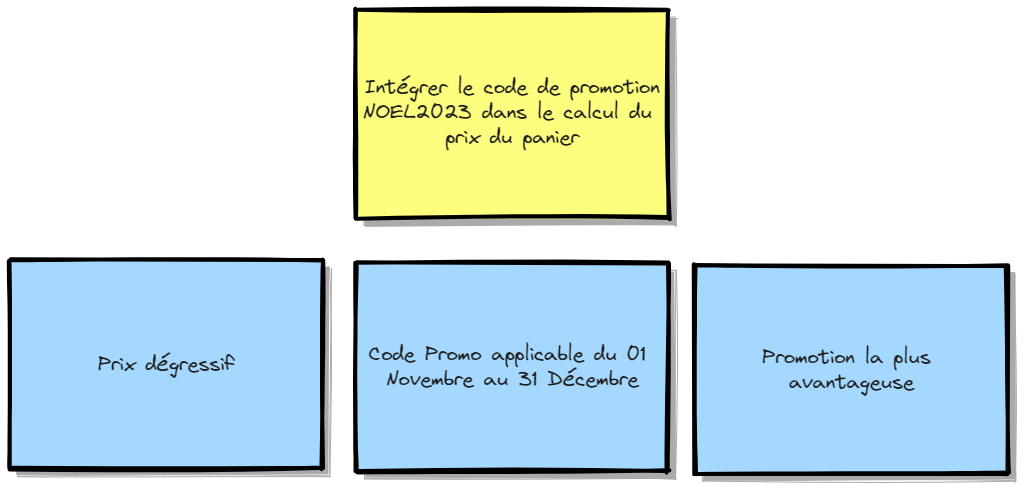 Intégrer le code de promotion
NOEL2023 dans le calcul du
prix du panier
Prix dégressif
Code Promo applicable du 01
Novembre au 31 Décembre
Promotion la plus
avantageuse